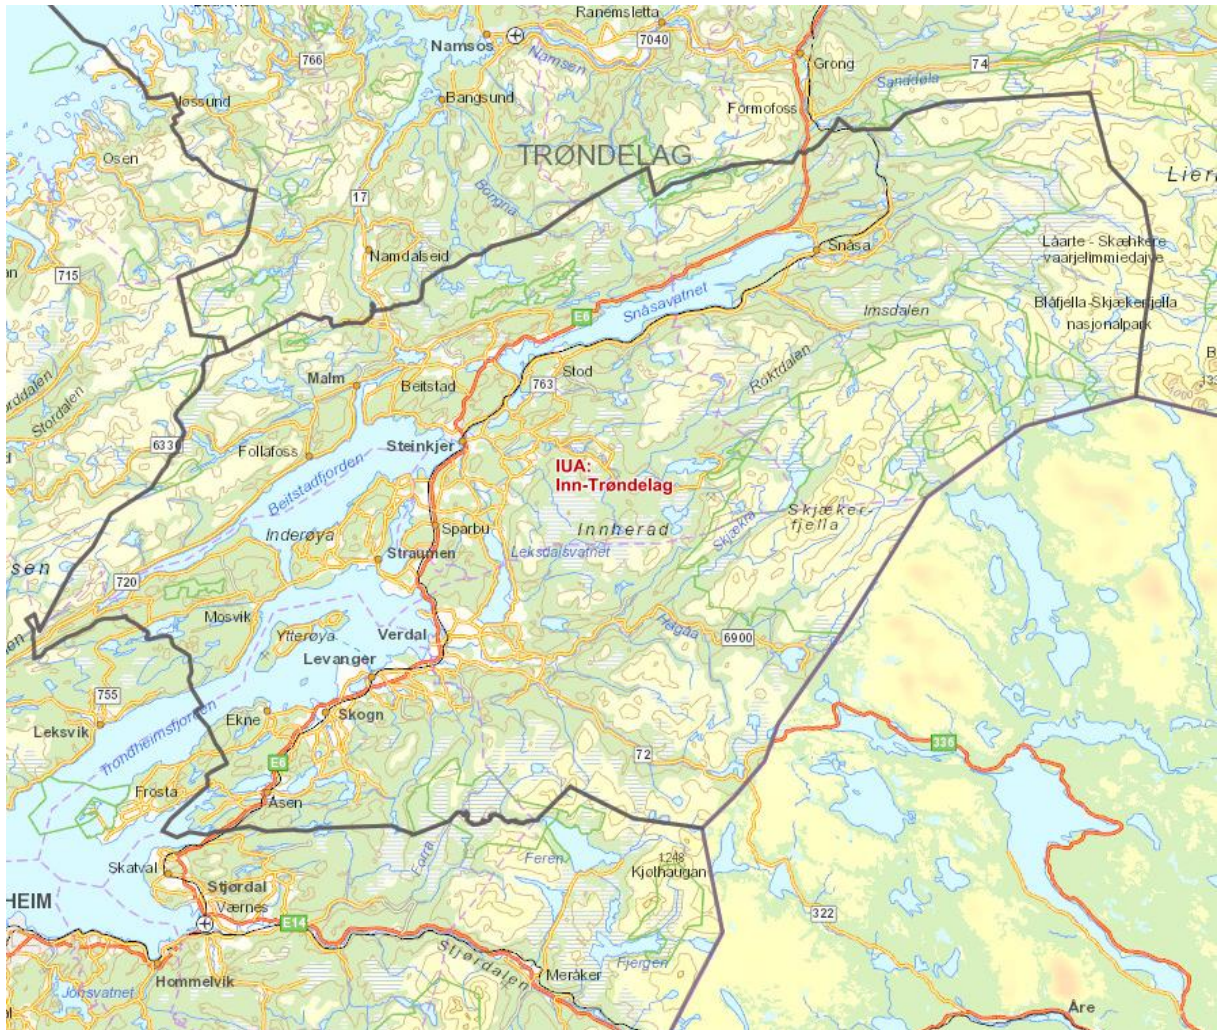 Ranemsletta
Namsos
7040
766
Namsen
Grong
74
Sanddøla
Bangsund
Formofoss
Osen
TRØNDELAG
Lier
17
Bongna
Namdalseid
Snåsa
Låarte - Skæhkere
vaarjelimmiedajve
715
Snåsavatnet
E6
Imsdalen
Blåfjella-Skjækerfjella
nasjonalpark
Malm
Beitstad
763
Stod
Roktdalen
Stordalen
6330
Follafoss
Steinkjer
Beitstadfjorden
IUA:
Inn-Trøndelag
Inderøya
Sparbu
Innherad
Skjæker-
fjella
Skjækra
Straumen
Leksdalsvatnet
720
Mosvik
Ytterøya
Verdal
Helgåa
6900
Levanger
755
Leksvik
Ekne
Skogn
Trondheimsfjorden
72
336
E6
Frosta
Åsen
Skatval
Forra
Feren
1248
Kjølhaugan
Stjørdal
Værnes
HEIM
E14
322
Stjørdalen
Fjergen
Meråker
Hommelvik
Jonsvatnet
Åre